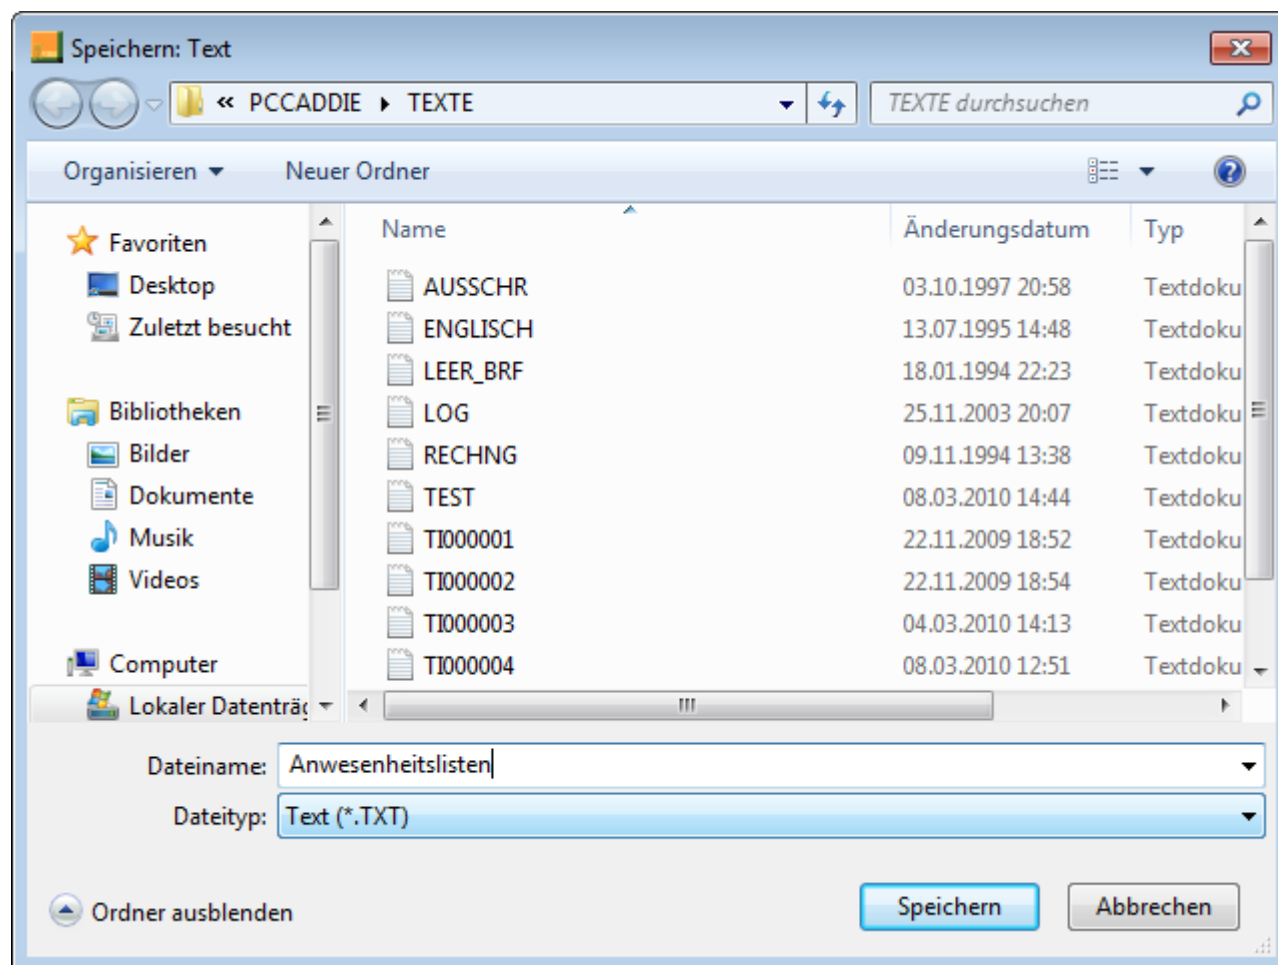 Speichern: Text
« PCCADDIE ▸ TEXTE
TEXTE durchsuchen
Organisieren
Neuer Ordner
Favoriten
Desktop
Zuletzt besucht
Bibliotheken
Bilder
Dokumente
Musik
Videos
Computer
Lokaler Datenträg
Name Änderungsdatum Typ
AUSSCHR 03.10.1997 20:58 Textdoku
ENGLISCH 13.07.1995 14:48 Textdoku
LEER_BRF 18.01.1994 22:23 Textdoku
LOG 25.11.2003 20:07 Textdoku
RECHNG 09.11.1994 13:38 Textdoku
TEST 08.03.2010 14:44 Textdoku
TI000001 22.11.2009 18:52 Textdoku
TI000002 22.11.2009 18:54 Textdoku
TI000003 04.03.2010 14:13 Textdoku
TI000004 08.03.2010 12:51 Textdoku
Dateiname: Anwesenheitslisten
Dateityp: Text (*.TXT)
Ordner ausblenden
Speichern
Abbrechen